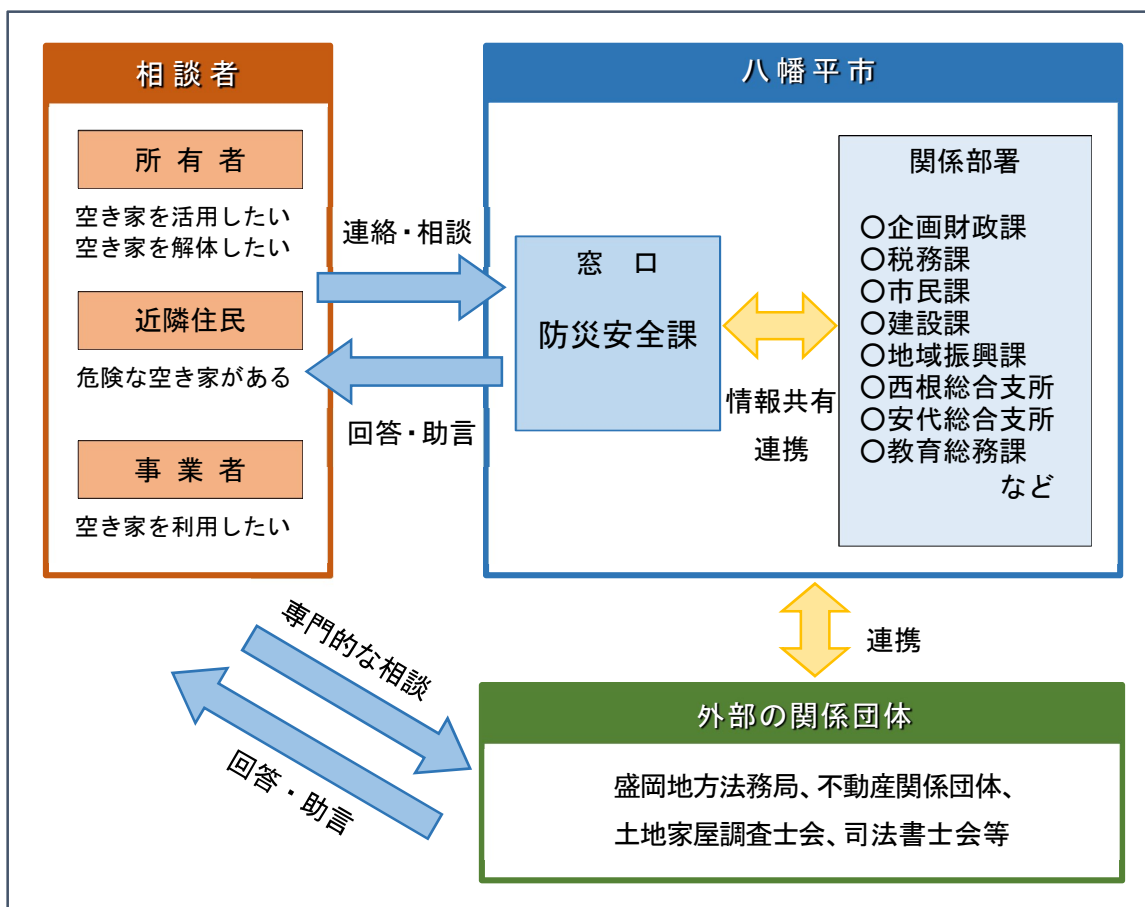 相談者
所有者
空き家を活用したい
空き家を解体したい
近隣住民
危険な空き家がある
事業者
空き家を利用したい
連絡・相談
回答・助言
八幡平市
窓　口
防災安全課
情報共有
連携
関係部署
〇企画財政課
〇税務課
〇市民課
〇建設課
〇地域振興課
〇西根総合支所
〇安代総合支所
〇教育総務課
など
専門的な相談
回答・助言
連携
外部の関係団体
盛岡地方法務局、不動産関係団体、
土地家屋調査士会、司法書士会等